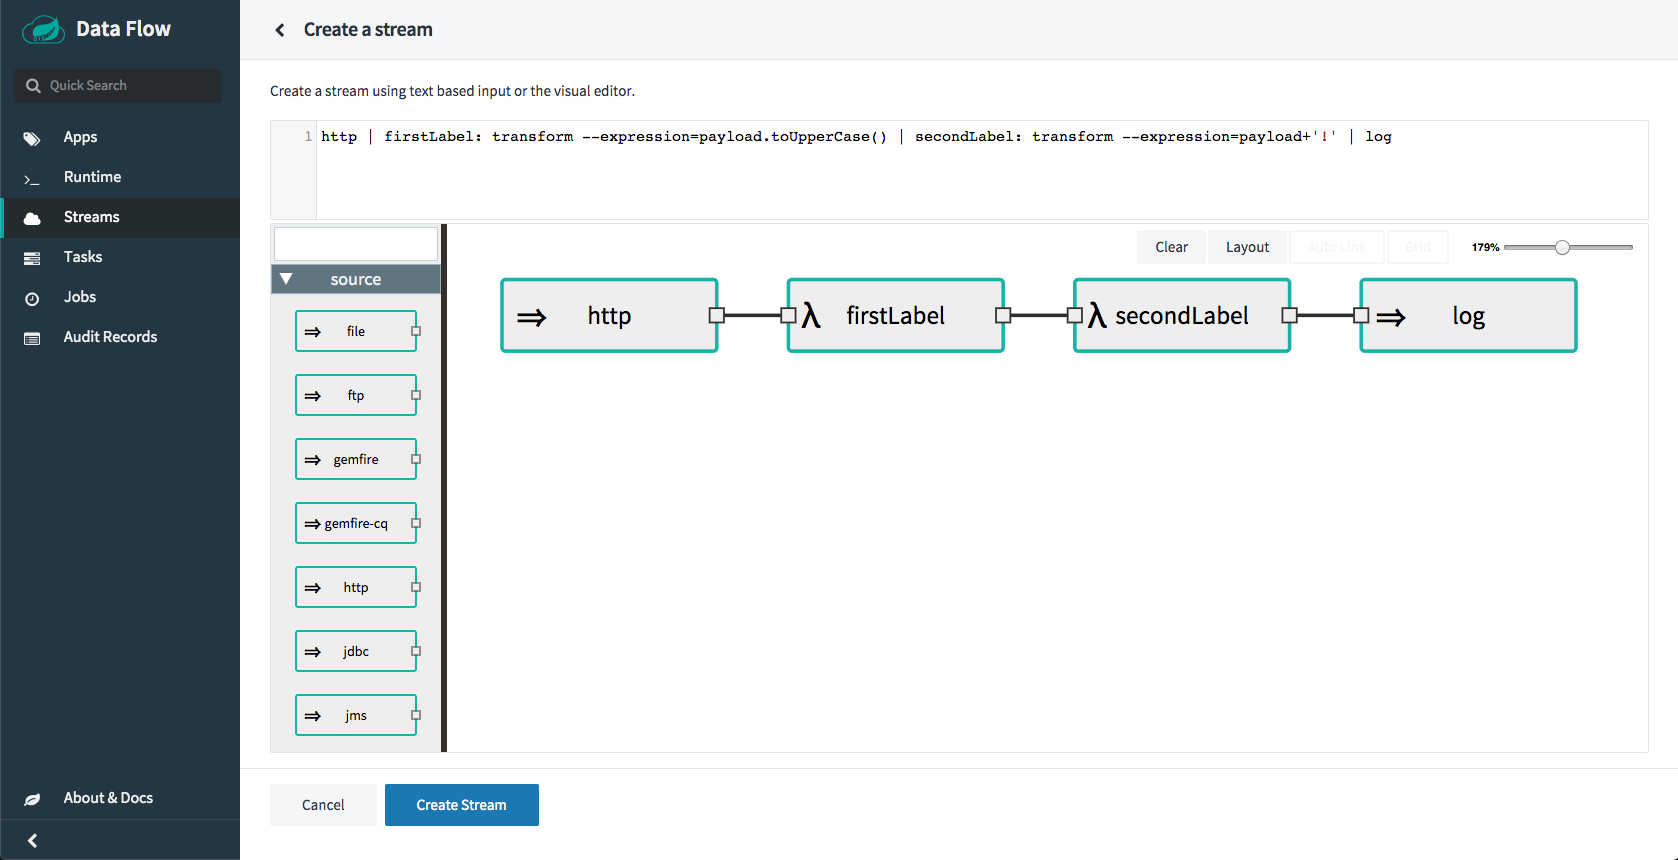 Data Flow
Quick Search
Apps
Runtime
Streams
Tasks
Jobs
Audit Records
About & Docs
Create a stream
Create a stream using text based input or the visual editor.
1 http | firstLabel: transform --expression=payload.toUpperCase() | secondLabel: transform --expression=payload+'!' | log
Clear Layout Auto Link Grid 179%
source
file
ftp
gemfire
gemfire-cq
http
jdbc
jms
http λ firstLabel λ secondLabel log
Cancel Create Stream